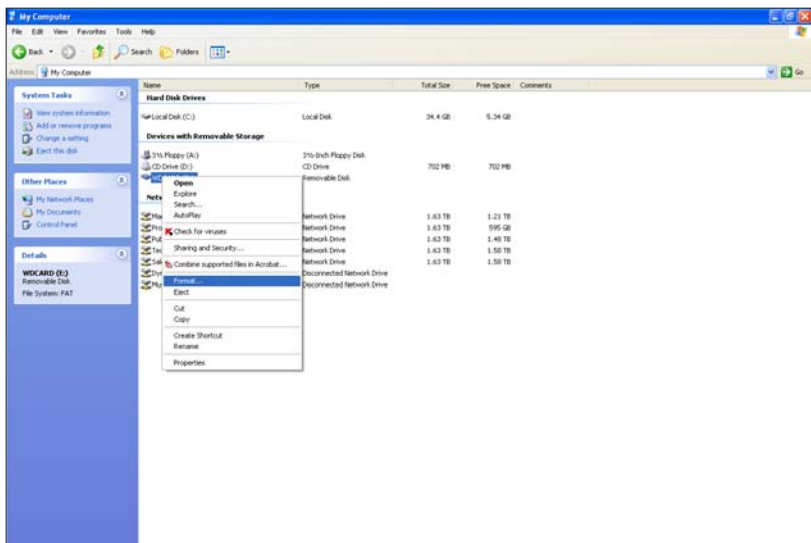 My Computer
File Edit View Favorites Tools Help
Back Search Folders
Address My Computer Go
System Tasks
View system information
Add or remove programs
Change a setting
Eject this disk
Other Places
My Network Places
My Documents
Control Panel
Details
WDCARD (E:)
Removable Disk
File System: FAT
Name Type Total Size Free Space Comments
Hard Disk Drives
Local Disk (C:) Local Disk 34.4 GB 5.34 GB
Devices with Removable Storage
3½ Floppy (A:) 3½-Inch Floppy Disk
CD Drive (D:) CD Drive 702 MB 702 MB
Removable Disk
Network Drive 1.63 TB 1.21 TB
Network Drive 1.63 TB 595 GB
Network Drive 1.63 TB 1.48 TB
Network Drive 1.63 TB 1.58 TB
Network Drive 1.63 TB 1.58 TB
Disconnected Network Drive
Disconnected Network Drive
Open
Explore
Search...
AutoPlay
Check for viruses
Sharing and Security...
Combine supported files in Acrobat...
Format...
Eject
Cut
Copy
Create Shortcut
Rename
Properties